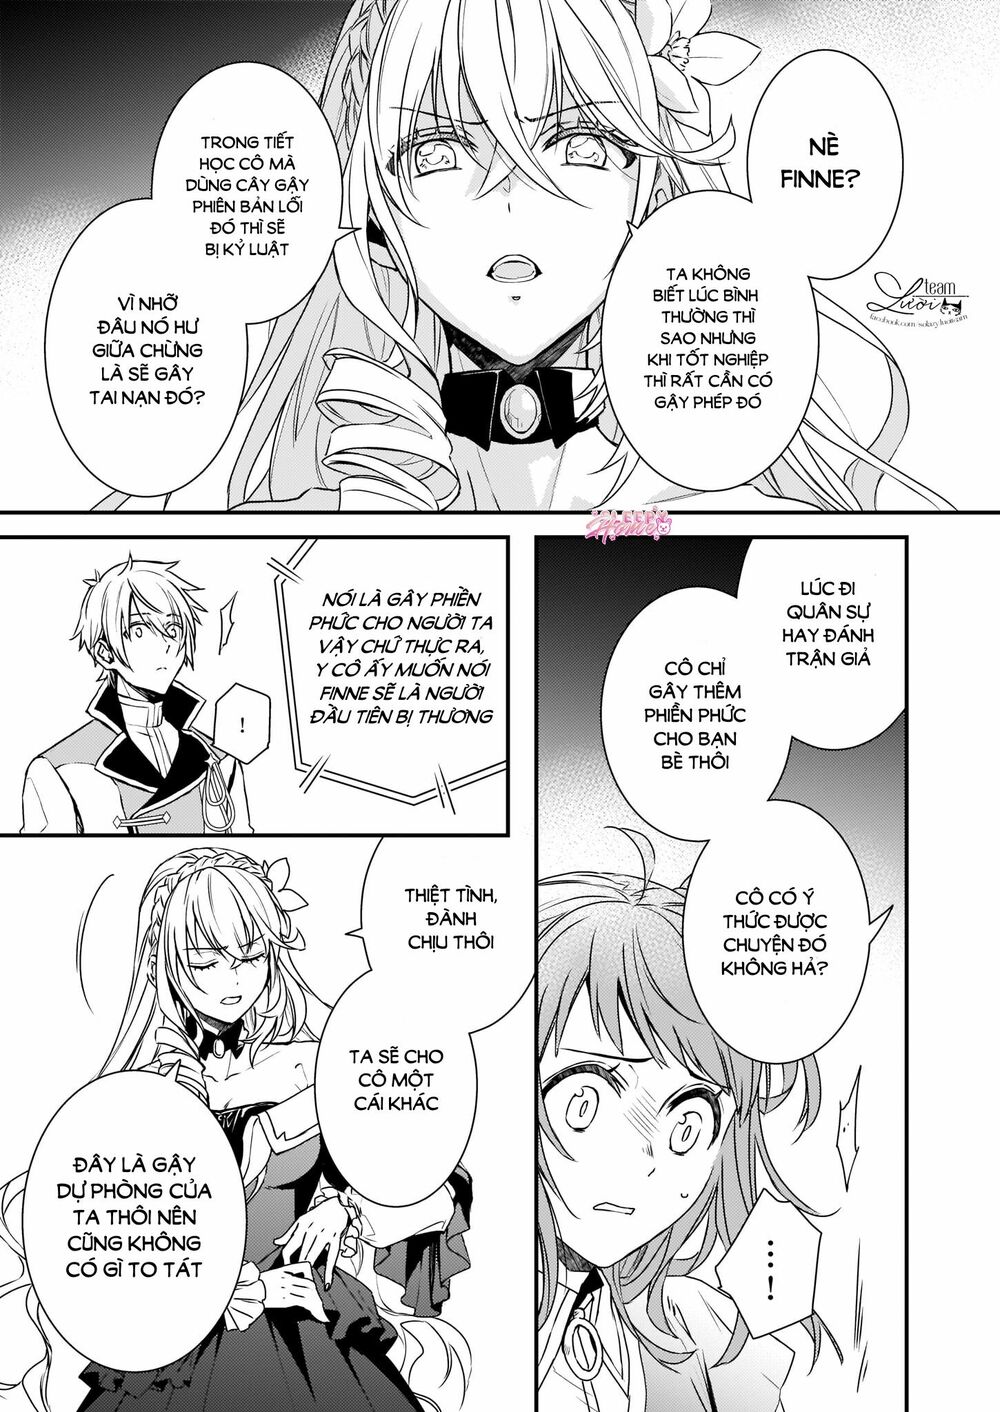 NÈ
FINNE?
TA KHÔNG
BIẾT LÚC BÌNH
THƯỜNG THÌ
SAO NHƯNG
KHI TỐT NGHIỆP
THÌ RẤT CẦN CÓ
GẬY PHÉP ĐÓ
TRONG TIẾT
HỌC CÔ MÀ
DÙNG CÂY GẬY
PHIÊN BẢN LỖI
ĐÓ THÌ SẼ
BỊ KỶ LUẬT
VÌ NHỠ
ĐÂU NÓ HƯ
GIỮA CHỪNG
LÀ SẼ GÂY
TAI NẠN ĐÓ?
team
Lười
SLEEPY
Home
LÚC ĐI
QUÂN SỰ
HAY ĐÁNH
TRẬN GIẢ
CÔ CHỈ
GÂY THÊM
PHIỀN PHỨC
CHO BẠN
BÈ THÔI
CÔ CÓ Ý
THỨC ĐƯỢC
CHUYỆN ĐÓ
KHÔNG HẢ?
...!
NÓI LÀ GÂY PHIỀN
PHỨC CHO NGƯỜI TA
VẬY CHỨ THỰC RA,
Ý CÔ ẤY MUỐN NÓI
FINNE SẼ LÀ NGƯỜI
ĐẦU TIÊN BỊ THƯƠNG
!
THIỆT TÌNH,
ĐÀNH
CHỊU THÔI
TA SẼ CHO
CÔ MỘT
CÁI KHÁC
ĐÂY LÀ GẬY
DỰ PHÒNG CỦA
TA THÔI NÊN
CŨNG KHÔNG
CÓ GÌ TO TÁT